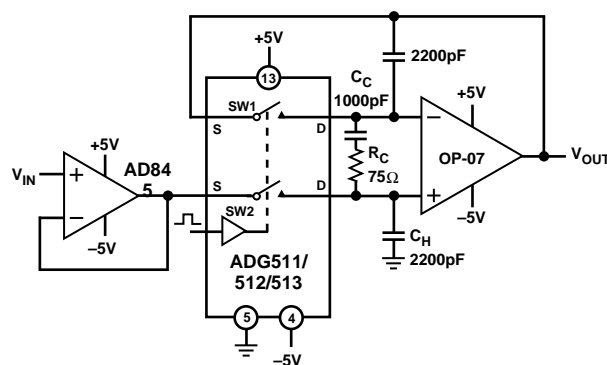 +5V
13
2200pF
C_C
1000pF
SW1
S
D
+5V
+5V
R_C
75Ω
OP-07
V_OUT
V_IN
AD84
5
S
D
–5V
–5V
SW2
C_H
2200pF
ADG511/
512/513
5
4
–5V